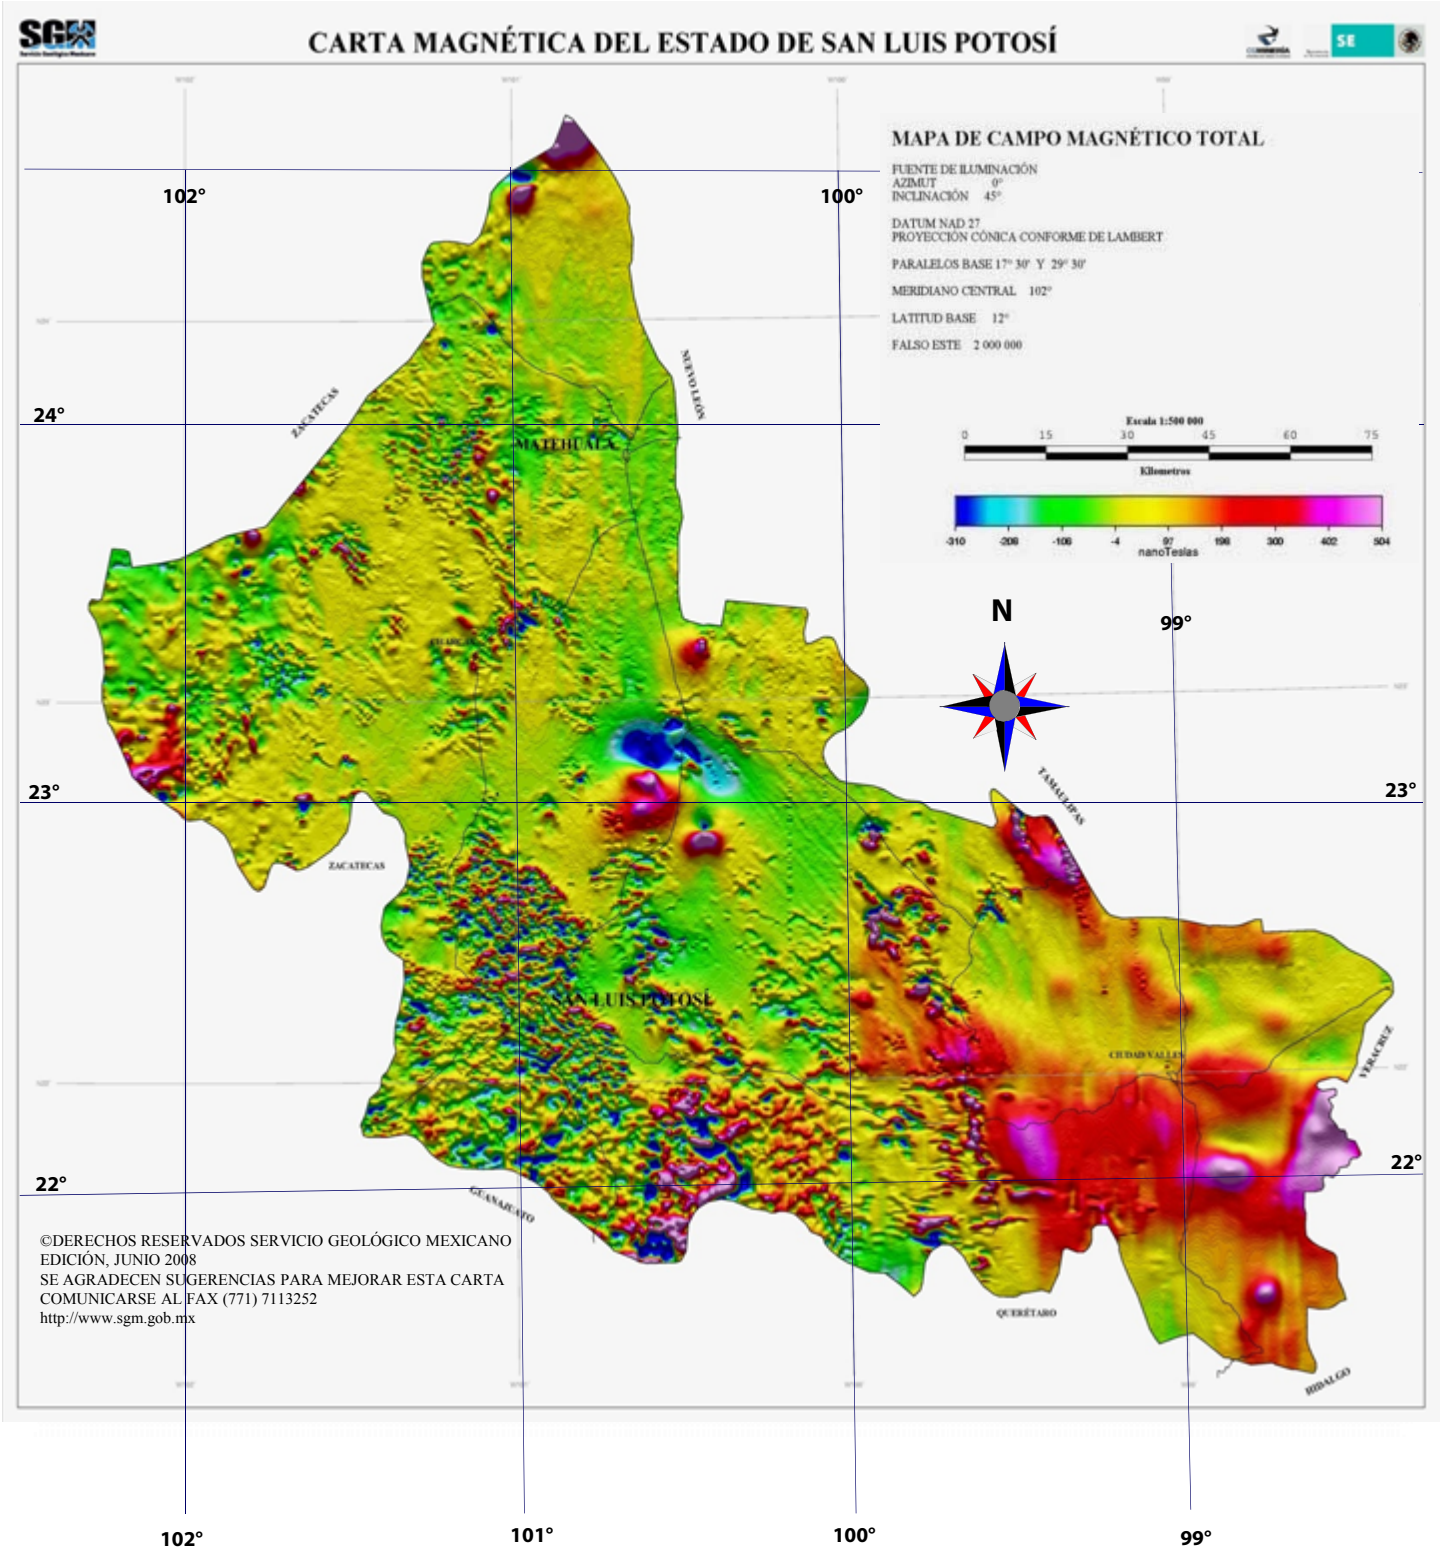 SGM
Servicio Geológico Mexicano
CARTA MAGNÉTICA DEL ESTADO DE SAN LUIS POTOSÍ
SE
MAPA DE CAMPO MAGNÉTICO TOTAL
FUENTE DE ILUMINACIÓN
AZIMUT 0°
INCLINACIÓN 45°
DATUM NAD 27
PROYECCIÓN CÓNICA CONFORME DE LAMBERT
PARALELOS BASE 17° 30' Y 29° 30'
MERIDIANO CENTRAL 102°
LATITUD BASE 12°
FALSO ESTE 2 000 000
102°
100°
NUEVO LEÓN
ZACATECAS
24°
MATEHUALA
Escala 1:500 000
0 15 30 45 60 75
Kilometros
-310 -208 -106 -4 97 198 300 402 504
nanoTeslas
N
99°
CHARCAS
TAMAULIPAS
23°
23°
ZACATECAS
SAN LUIS POTOSÍ
CIUDAD VALLES
VERACRUZ
22°
22°
GUANAJUATO
©DERECHOS RESERVADOS SERVICIO GEOLÓGICO MEXICANO
EDICIÓN, JUNIO 2008
SE AGRADECEN SUGERENCIAS PARA MEJORAR ESTA CARTA
COMUNICARSE AL FAX (771) 7113252
http://www.sgm.gob.mx
QUERÉTARO
HIDALGO
102°
101°
100°
99°